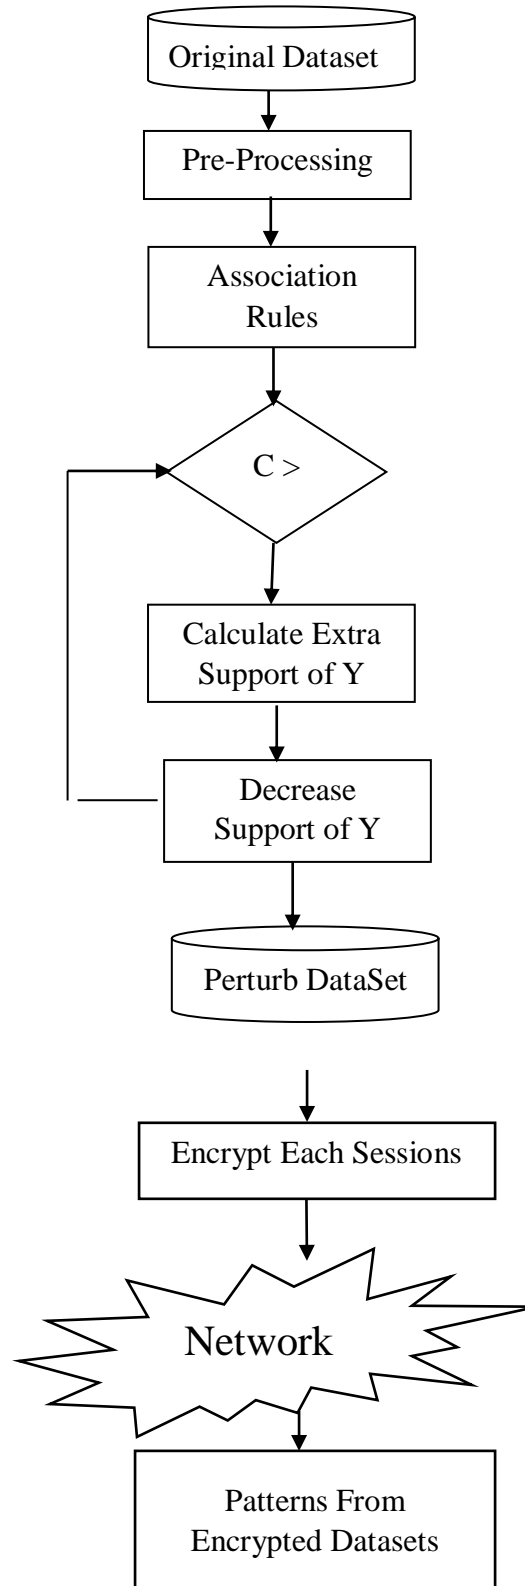 Original Dataset
Pre-Processing
Association
Rules
C >
Calculate Extra
Support of Y
Decrease
Support of Y
Perturb DataSet
Encrypt Each Sessions
Network
Patterns From
Encrypted Datasets